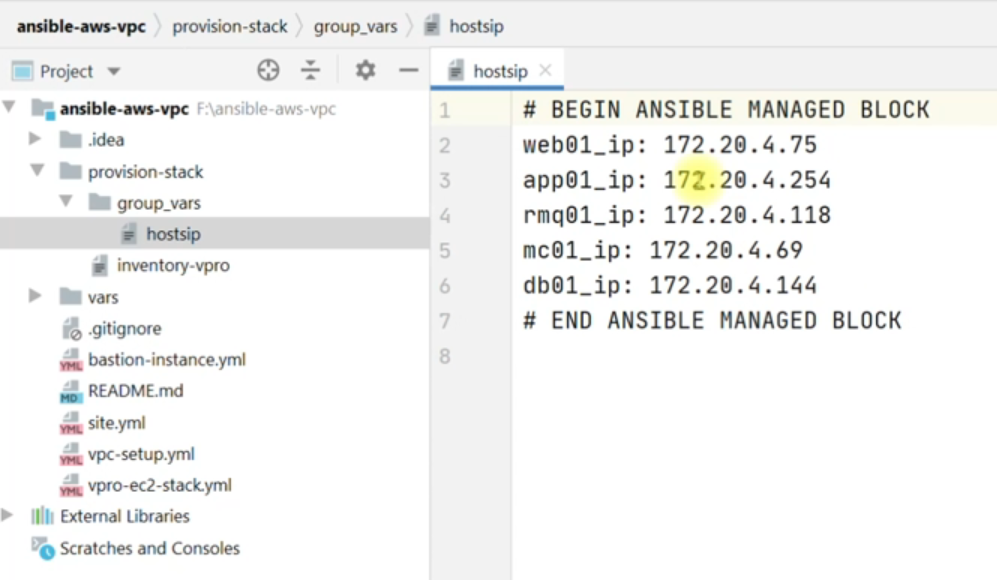 ansible-aws-vpc provision-stack group_vars hostsip
Project
hostsip
ansible-aws-vpc F:\ansible-aws-vpc
.idea
provision-stack
group_vars
hostsip
inventory-vpro
vars
.gitignore
bastion-instance.yml
README.md
site.yml
vpc-setup.yml
vpro-ec2-stack.yml
External Libraries
Scratches and Consoles
1 # BEGIN ANSIBLE MANAGED BLOCK
2 web01_ip: 172.20.4.75
3 app01_ip: 172.20.4.254
4 rmq01_ip: 172.20.4.118
5 mc01_ip: 172.20.4.69
6 db01_ip: 172.20.4.144
7 # END ANSIBLE MANAGED BLOCK
8